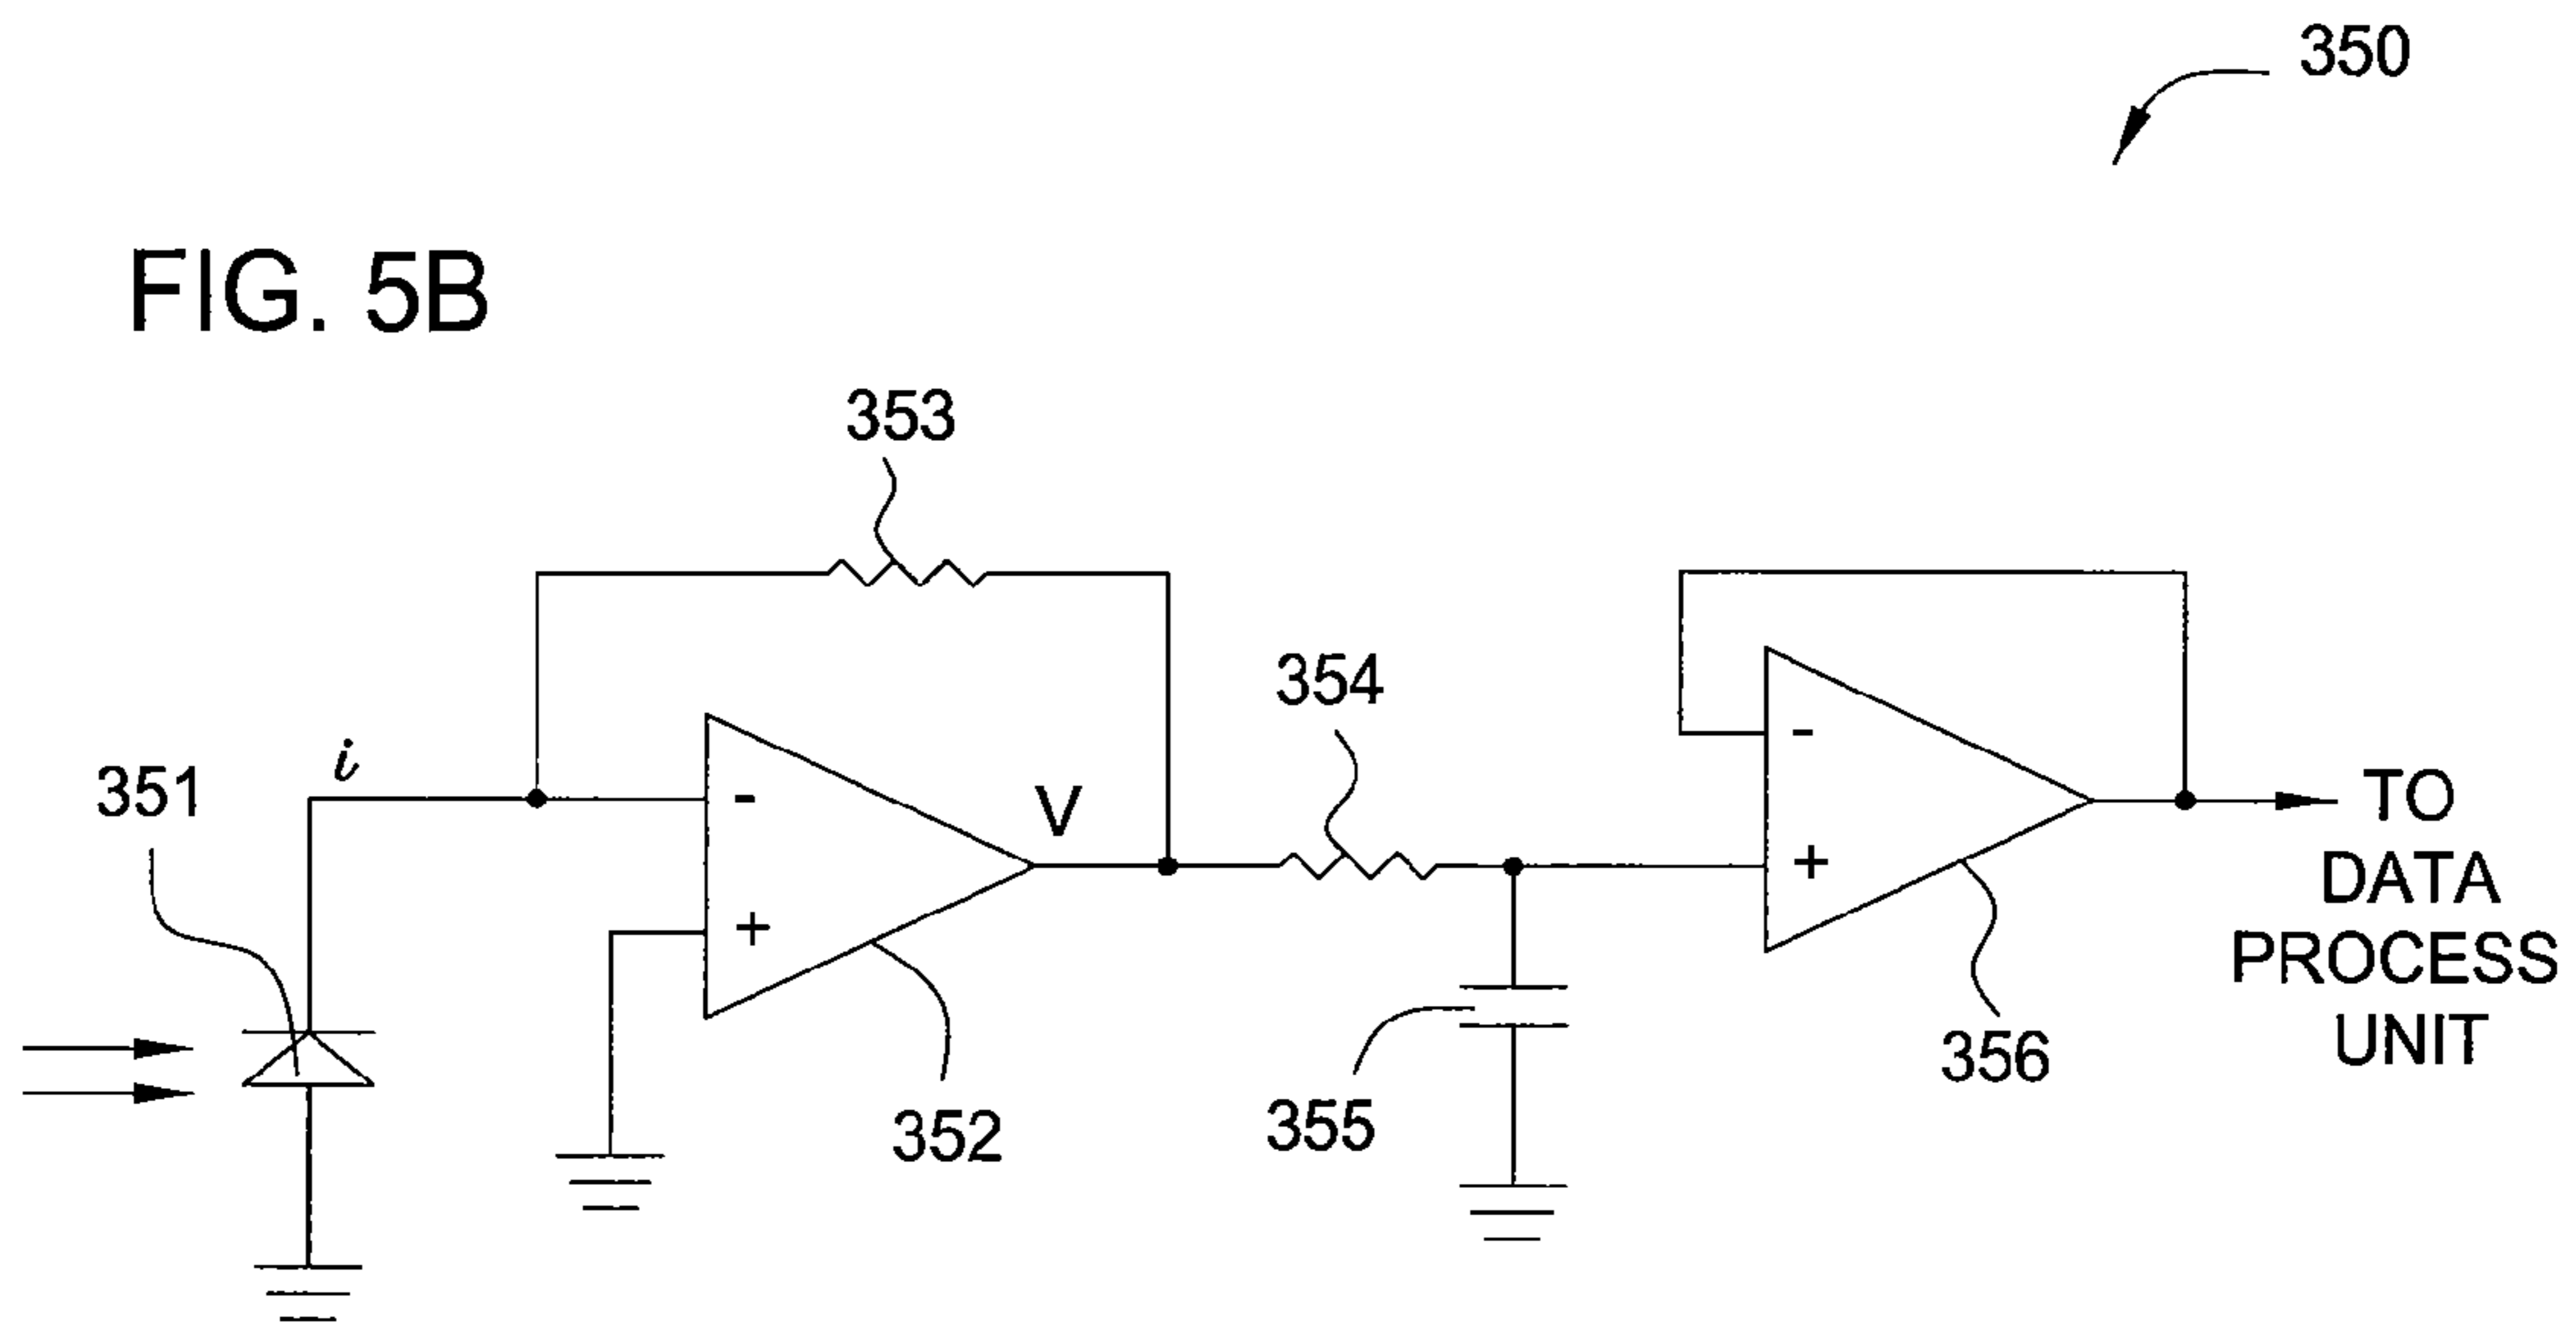 350
FIG. 5B
353
354
i
351
V
-
+
-
+
TO
DATA
PROCESS
UNIT
352
355
356